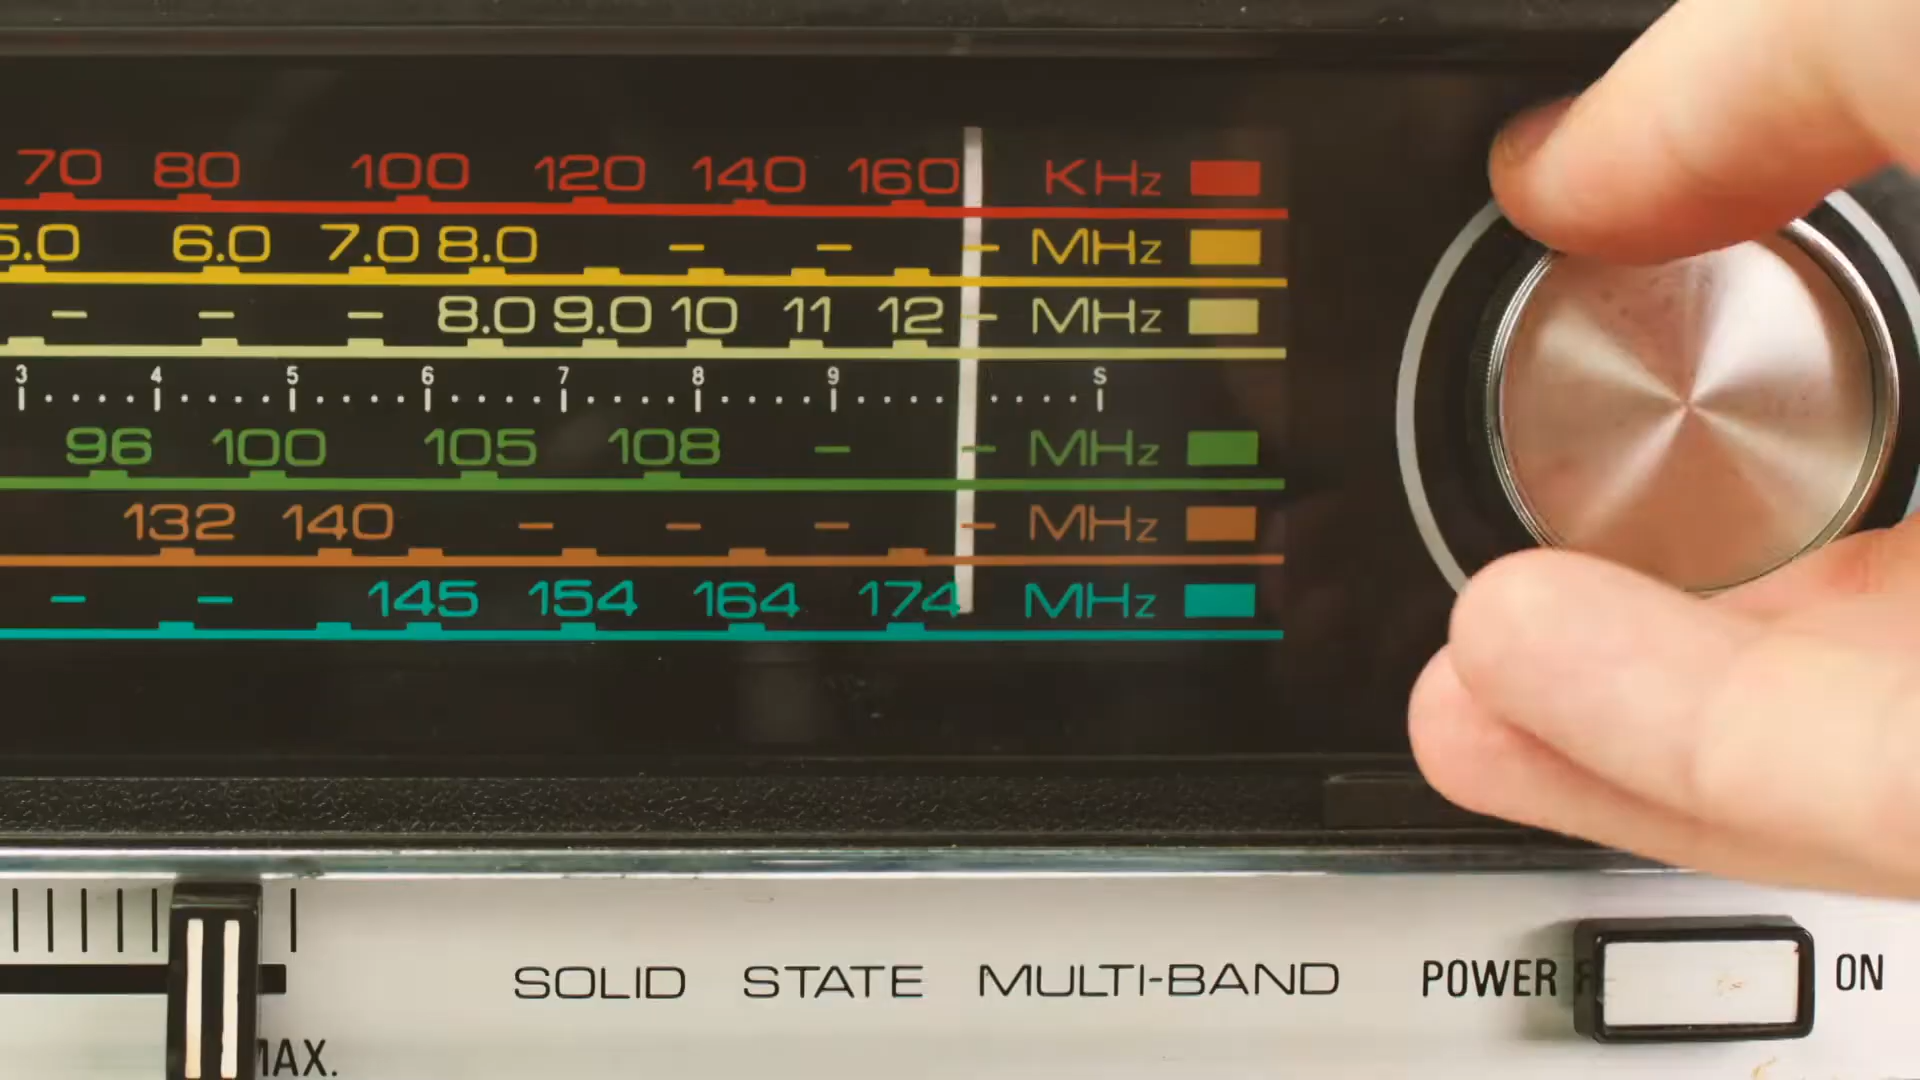 70 80 100 120 140 160 KHz
5.0 6.0 7.0 8.0 – – – MHz
– – – 8.0 9.0 10 11 12 – MHz
3 4 5 6 7 8 9 S
96 100 105 108 – – MHz
132 140 – – – – MHz
– – 145 154 164 174 MHz
SOLID STATE MULTI-BAND POWER ON
MAX.